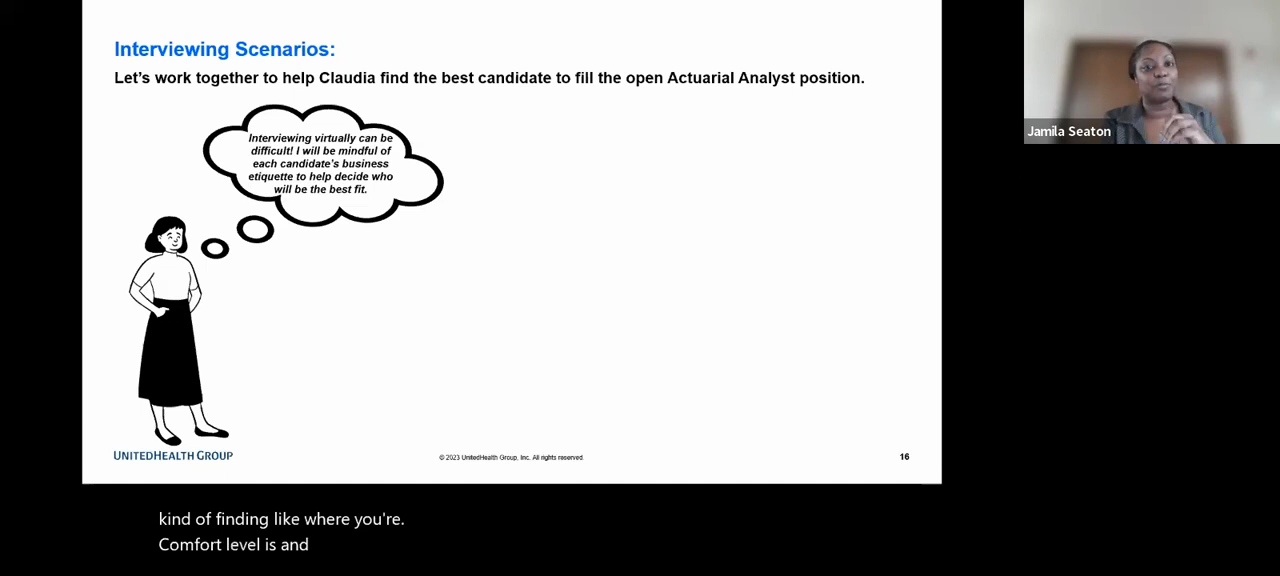 Interviewing Scenarios:
Let's work together to help Claudia find the best candidate to fill the open Actuarial Analyst position.
Interviewing virtually can be
difficult! I will be mindful of
each candidate's business
etiquette to help decide who
will be the best fit.
Jamila Seaton
UNITEDHEALTH GROUP
© 2023 UnitedHealth Group, Inc. All rights reserved.
16
kind of finding like where you're.
Comfort level is and